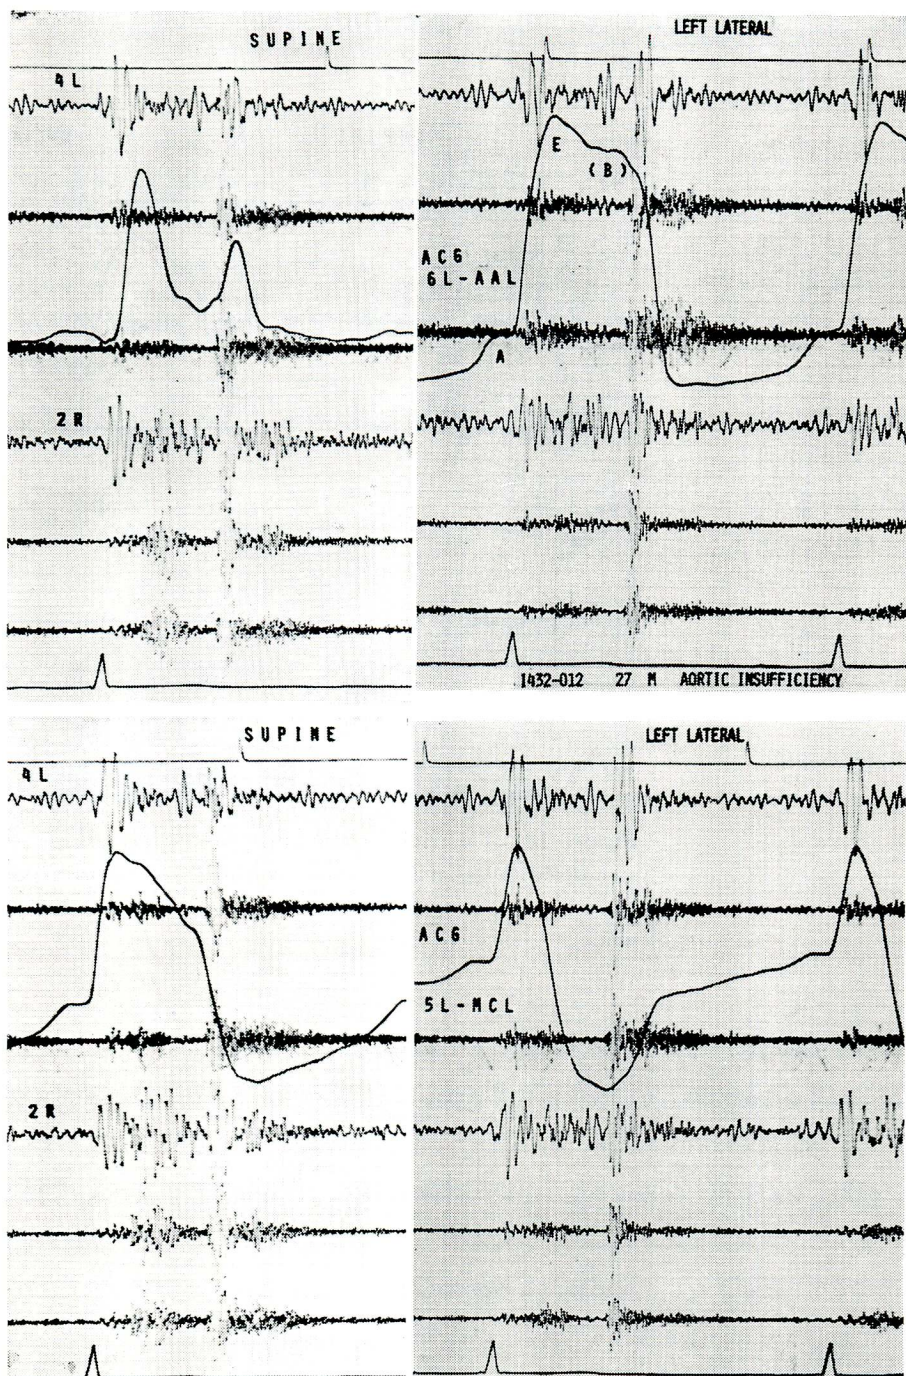 SUPINE
4L
2R
LEFT LATERAL
E
(B)
ACG
6L-AAL
A
1432-012 27 M AORTIC INSUFFICIENCY
SUPINE
4L
2R
LEFT LATERAL
ACG
5L-MCL